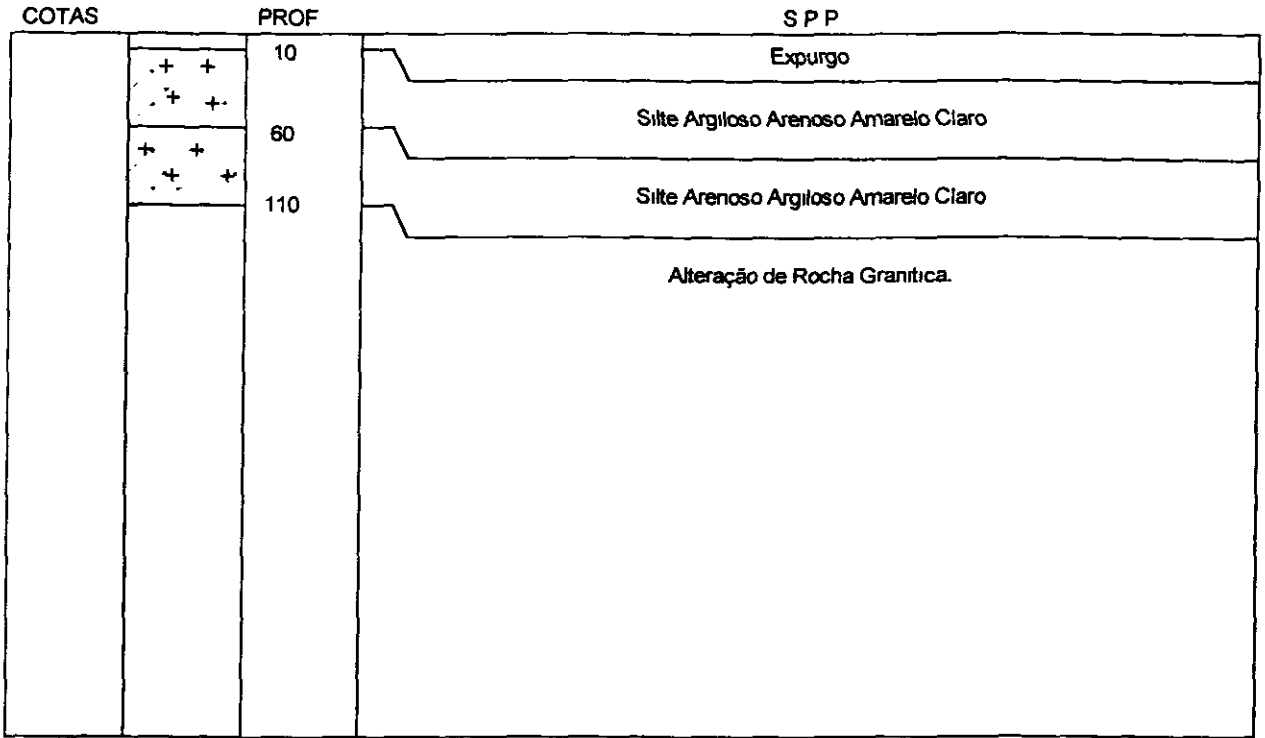 COTAS PROF S P P
10 Expurgo
Silte Argiloso Arenoso Amarelo Claro
60
Silte Arenoso Argiloso Amarelo Claro
110
Alteração de Rocha Granítica.